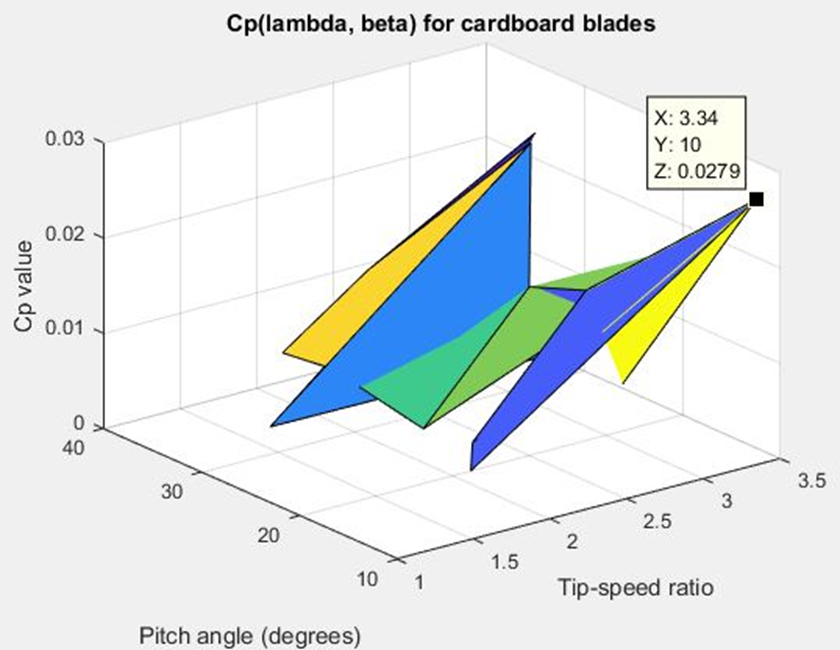 Cp(lambda, beta) for cardboard blades
X: 3.34
Y: 10
Z: 0.0279
0.03
0.02
0.01
0
Cp value
40
30
20
10
Pitch angle (degrees)
1
1.5
2
2.5
3
3.5
Tip-speed ratio